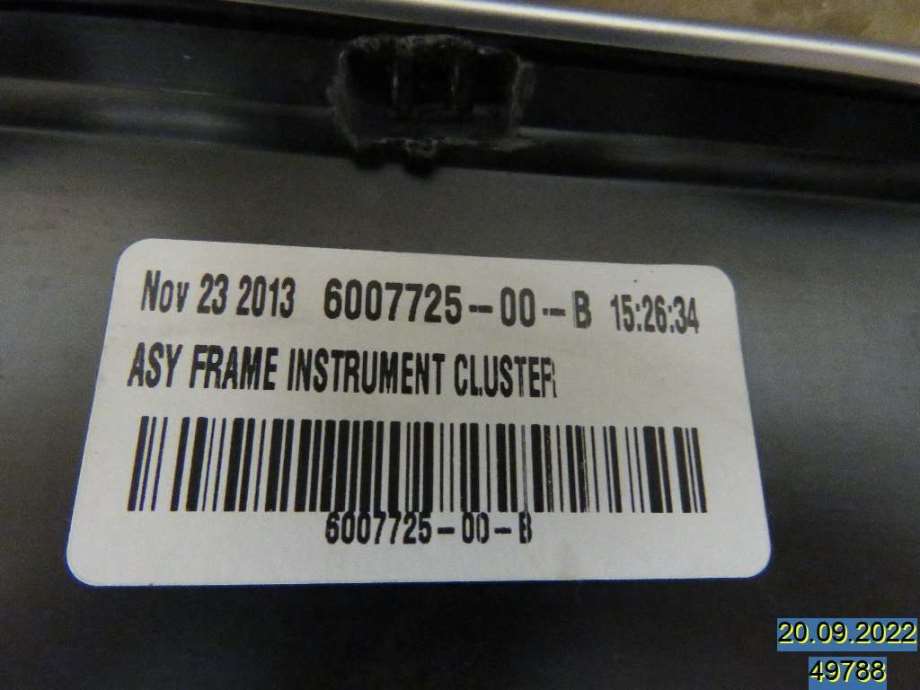 Nov 23 2013 6007725-00-B 15:26:34
ASY FRAME INSTRUMENT CLUSTER
6007725-00-B
20.09.2022
49788